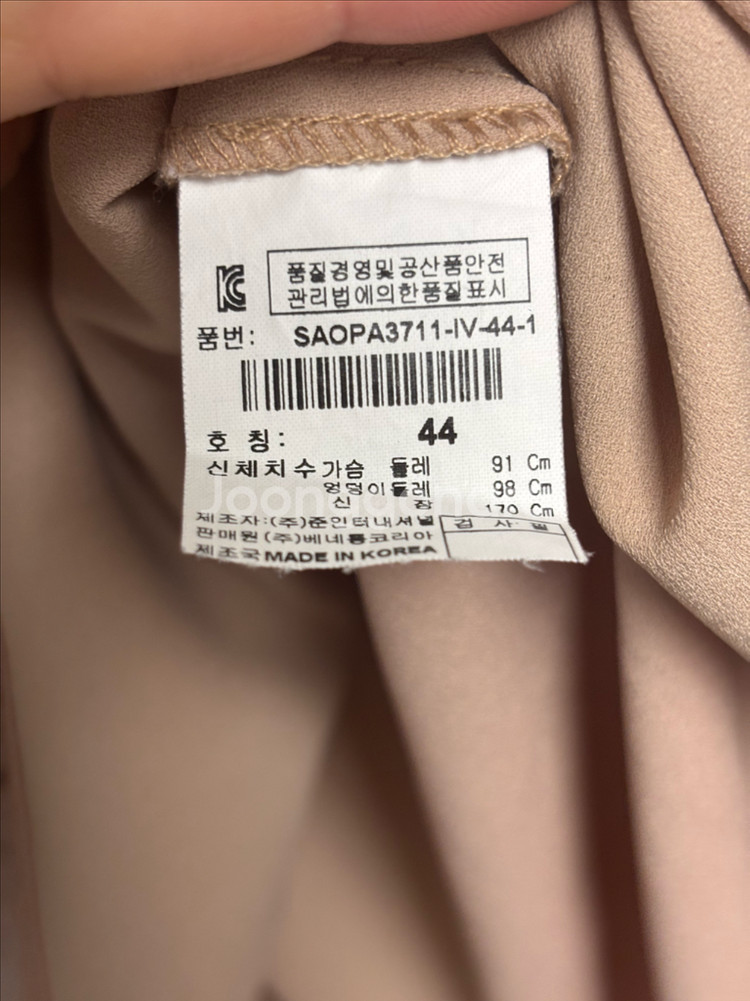 품질경영및공산품안전
관리법에의한품질표시
품번: SAOPA3711-IV-44-1
호 칭: 44
신체치수가슴 둘레 91 Cm
엉덩이둘레 98 Cm
신 장 170 Cm
제조자:(주)준인터내셔널
검 사 필
판매원(주)베네통코리아
제조국MADE IN KOREA